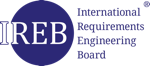 IREB
International
Requirements
Engineering
Board
®